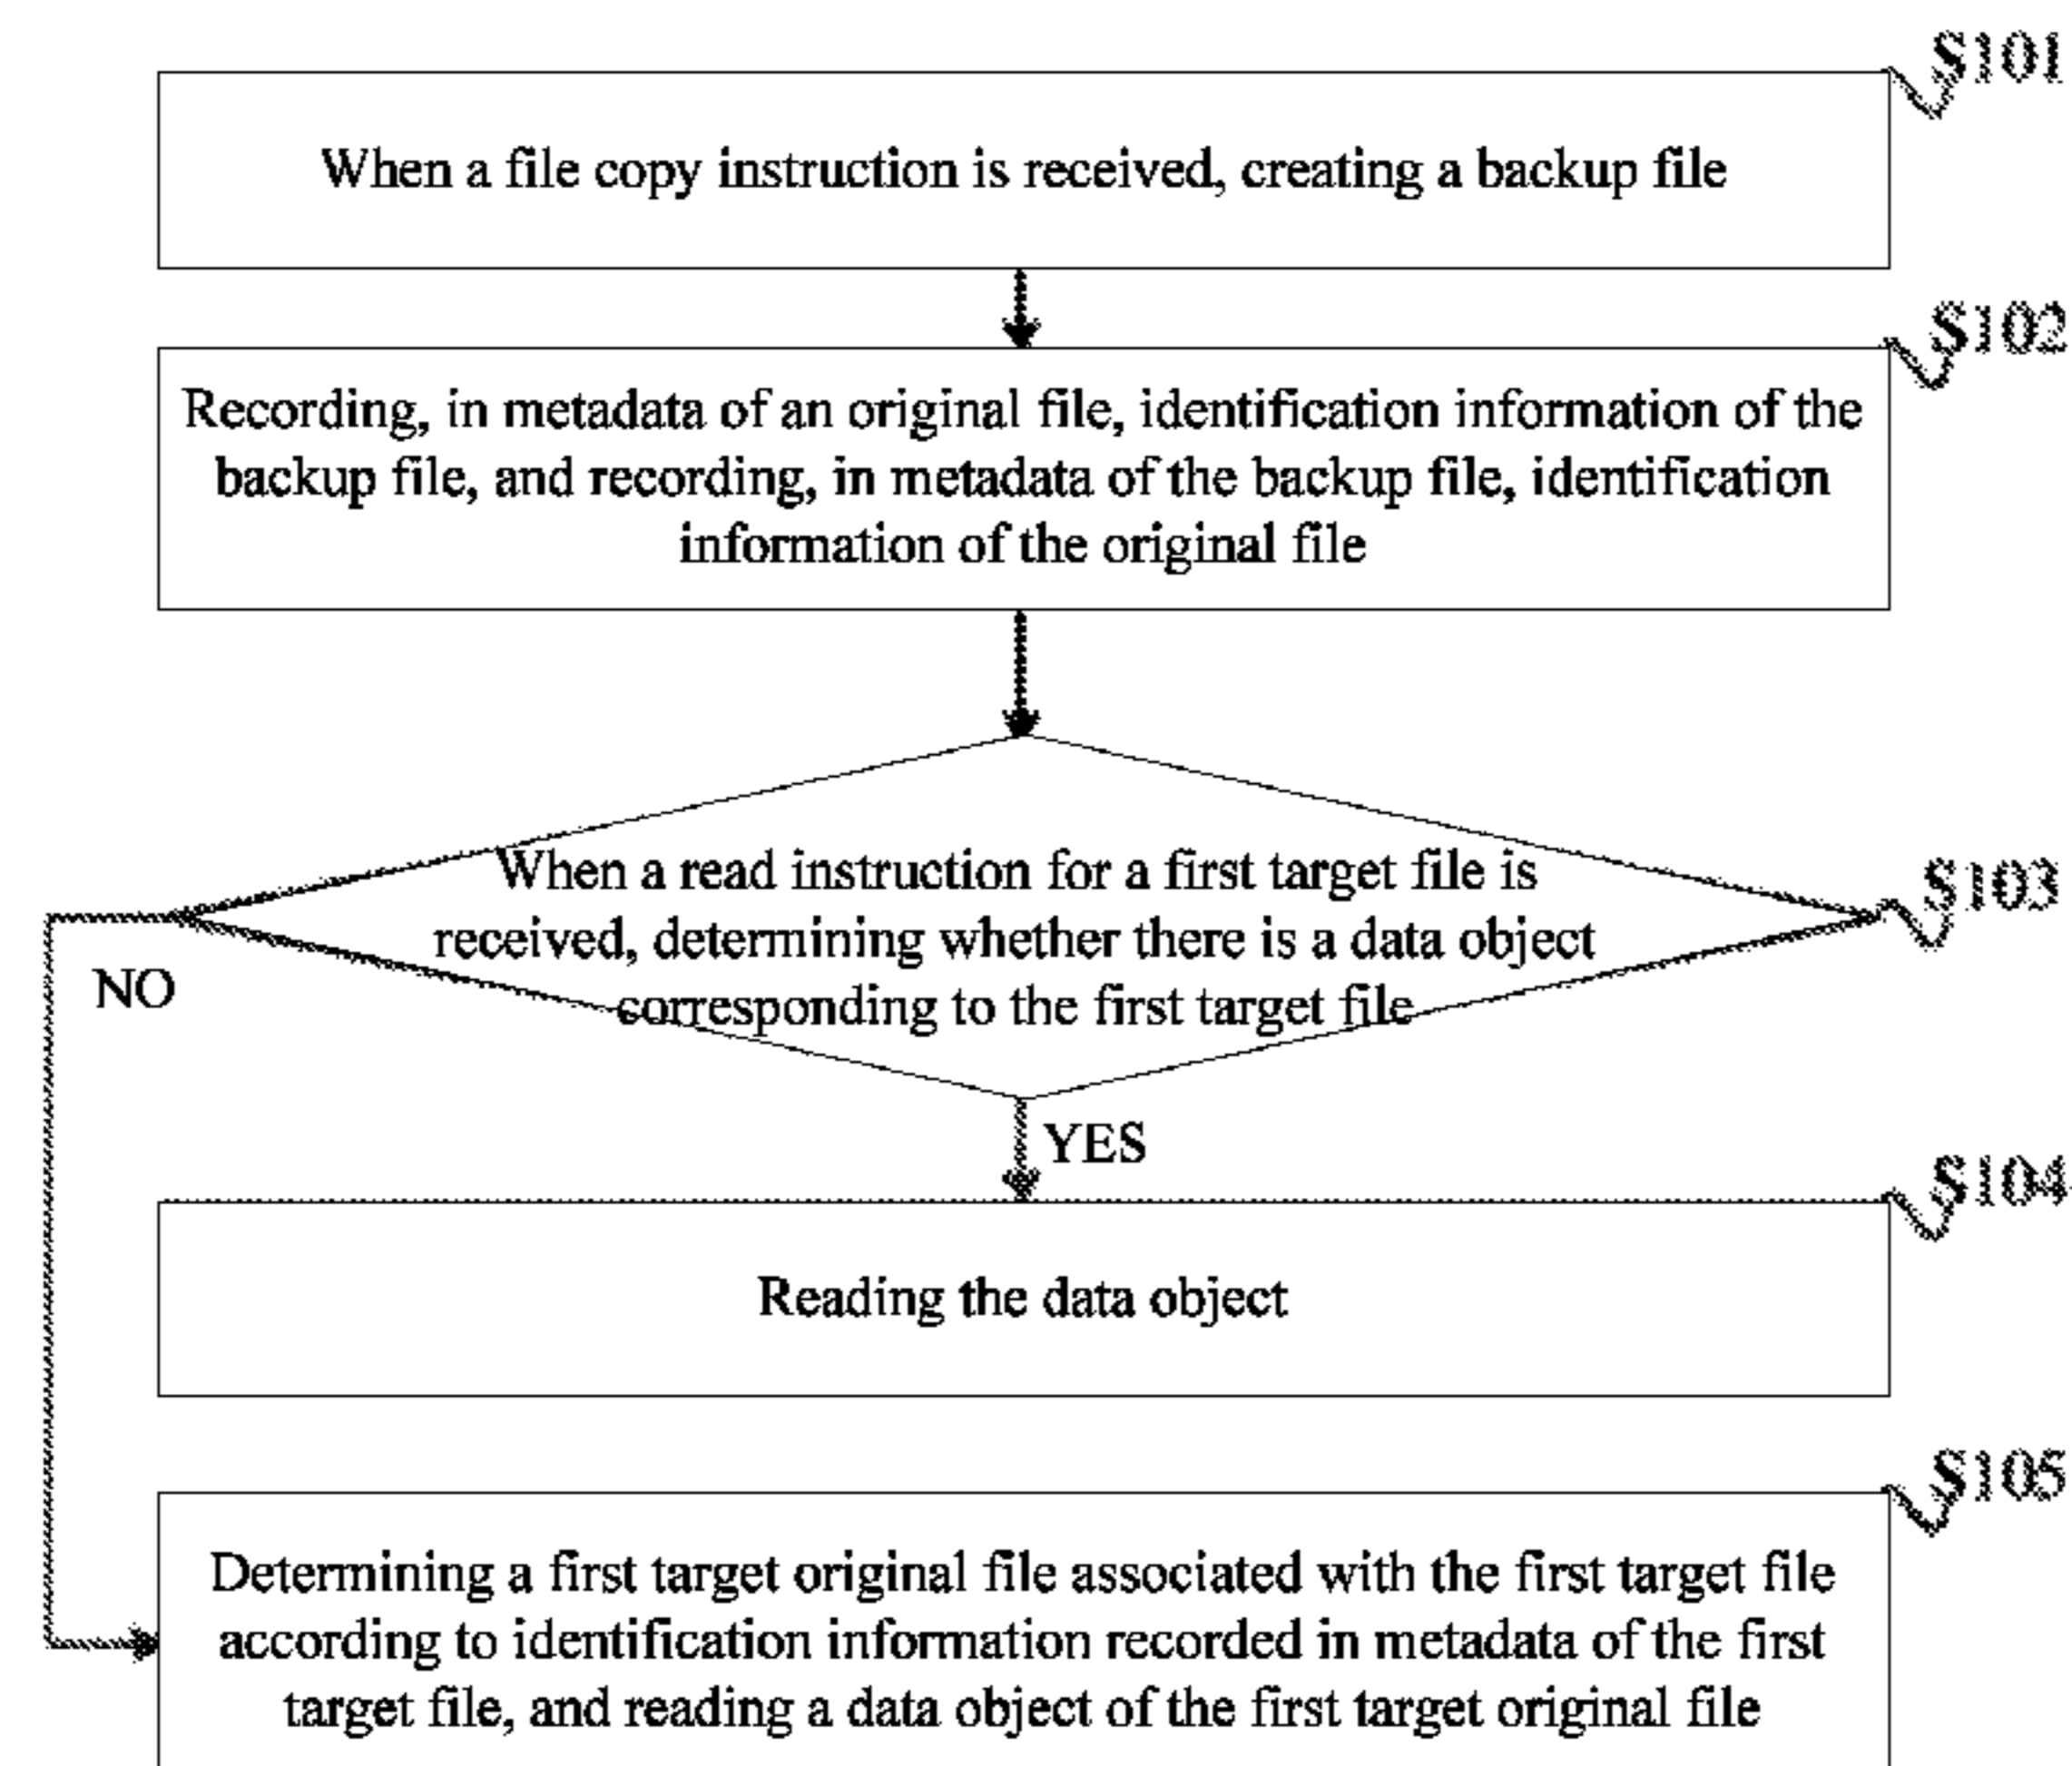 S101
When a file copy instruction is received, creating a backup file
S102
Recording, in metadata of an original file, identification information of the
backup file, and recording, in metadata of the backup file, identification
information of the original file
When a read instruction for a first target file is
received, determining whether there is a data object
corresponding to the first target file
S103
NO
YES
S104
Reading the data object
S105
Determining a first target original file associated with the first target file
according to identification information recorded in metadata of the first
target file, and reading a data object of the first target original file